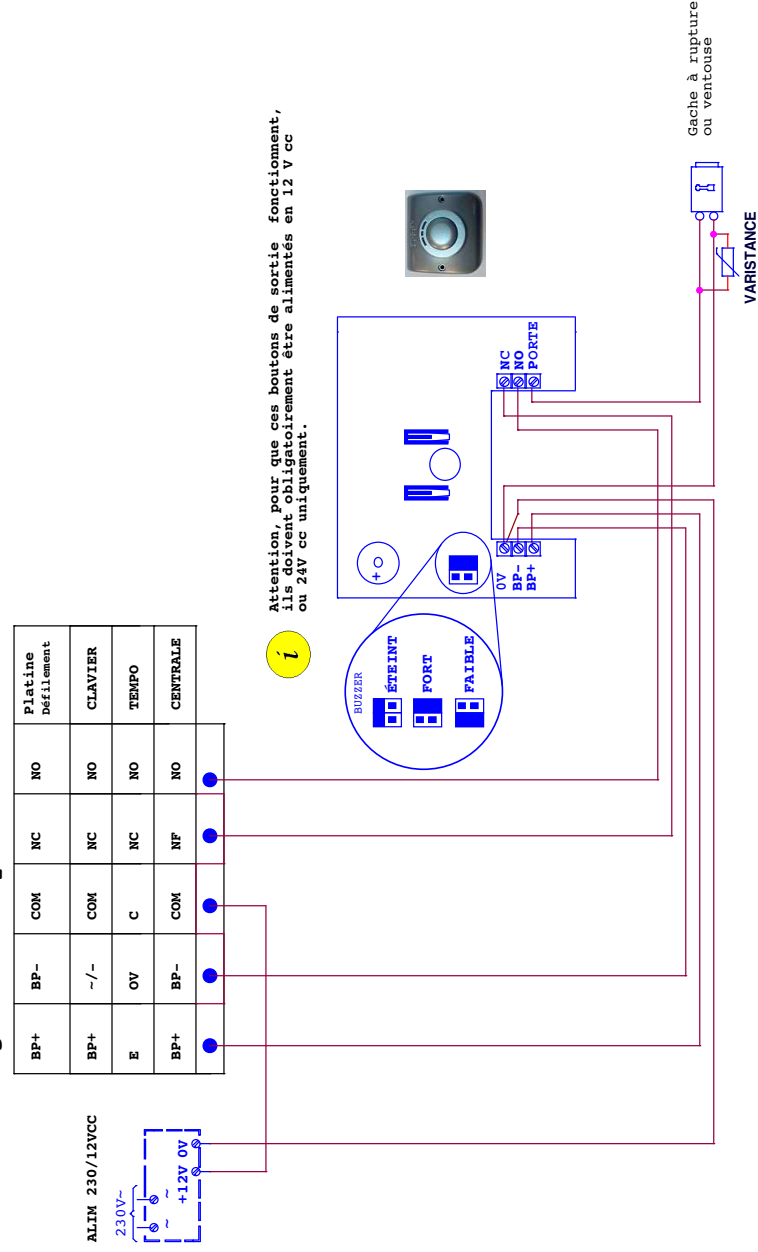 Platine
Défilement
NO
NC
COM
BP-
BP+
CLAVIER
NO
NC
COM
~/-
BP+
TEMPO
NO
NC
C
OV
E
CENTRALE
NO
NF
COM
BP-
BP+
ALIM 230/12VCC
230V~
~
~
+12V
0V
i
Attention, pour que ces boutons de sortie fonctionnent,
ils doivent obligatoirement être alimentés en 12 V cc
ou 24V cc uniquement.
BUZZER
ÉTEINT
FORT
FAIBLE
+
0V
BP-
BP+
NC
NO
PORTE
Gache à rupture
ou ventouse
VARISTANCE